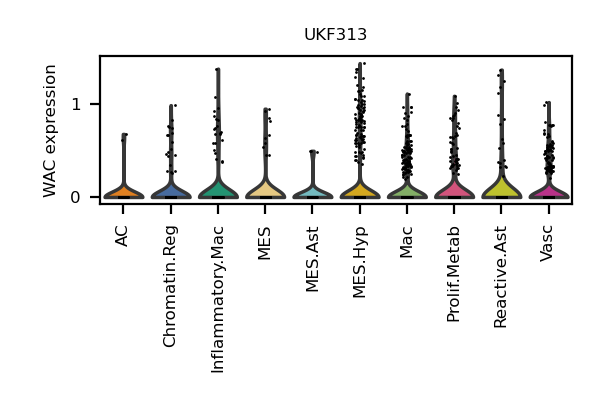 UKF313
WAC expression
1
0
AC
Chromatin.Reg
Inflammatory.Mac
MES
MES.Ast
MES.Hyp
Mac
Prolif.Metab
Reactive.Ast
Vasc